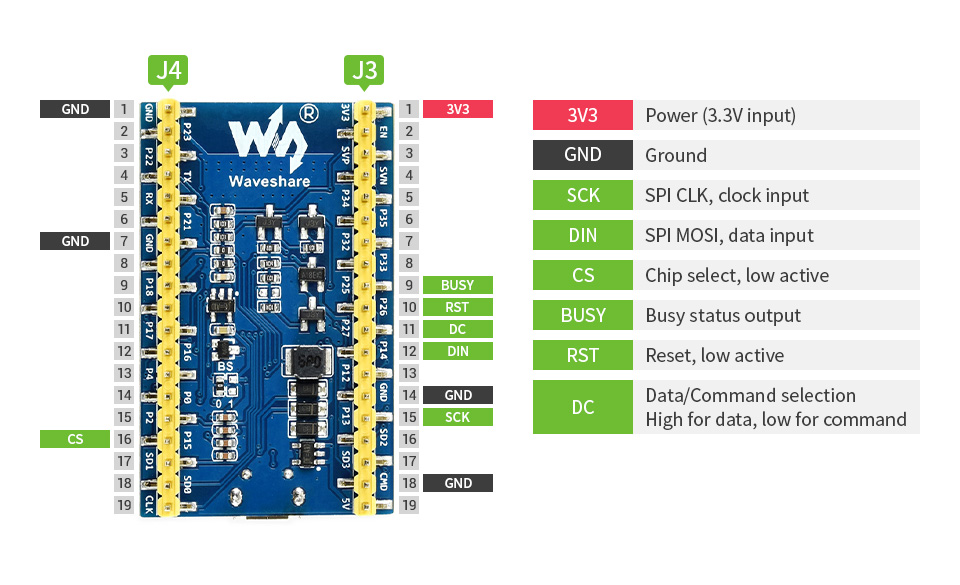 J4
J3
GND 1 GND 3V3 1 3V3
2 P23 EN 2
3 P22 SVP 3
4 TX SVN 4
Waveshare
®
5 RX P34 5
6 P21 P35 6
GND 7 GND P32 7
8 P33 8
9 P18 P25 9 BUSY
10 P26 10 RST
11 P17 P27 11 DC
12 P16 P14 12 DIN
13 P4 P12 13
BS
0 1
14 P0 GND 14 GND
15 P2 P13 15 SCK
CS 16 P15 SD2 16
17 SD1 SD3 17
18 SD0 CMD 18 GND
19 CLK 5V 19
3V3 Power (3.3V input)
GND Ground
SCK SPI CLK, clock input
DIN SPI MOSI, data input
CS Chip select, low active
BUSY Busy status output
RST Reset, low active
DC Data/Command selection
High for data, low for command